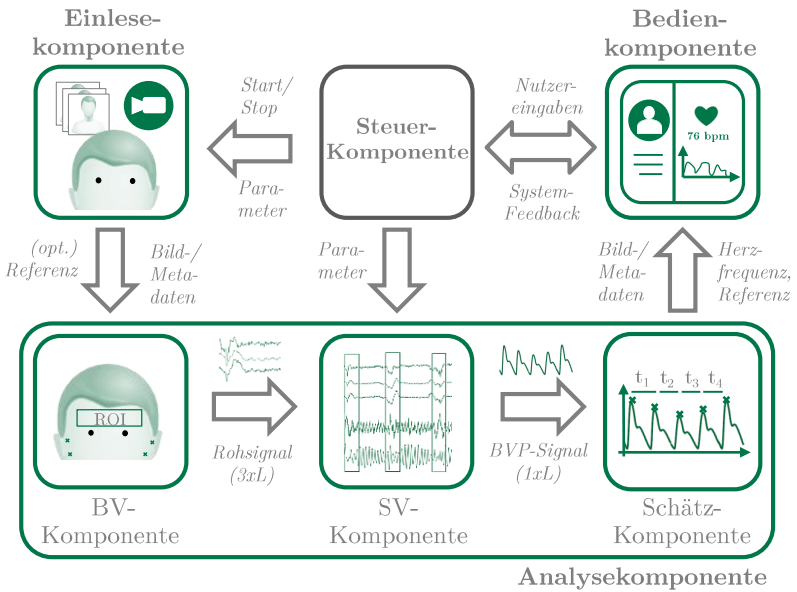 Einlese-
komponente
Start/
Stop
Para-
meter
Steuer-
Komponente
Nutzer-
eingaben
System-
Feedback
Bedien-
komponente
76 bpm
(opt.)
Referenz
Bild-/
Meta-
daten
Para-
meter
Bild-/
Meta-
daten
Herz-
frequenz,
Referenz
ROI
BV-
Komponente
Rohsignal
(3xL)
SV-
Komponente
BVP-Signal
(1xL)
t1 t2 t3 t4
Schätz-
Komponente
Analysekomponente